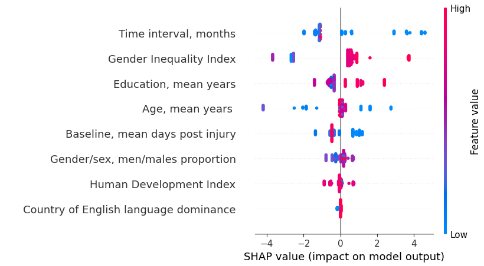 High
Time interval, months
Gender Inequality Index
Education, mean years
Age, mean years
Baseline, mean days post injury
Gender/sex, men/males proportion
Human Development Index
Country of English language dominance
Feature value
Low
−4 −2 0 2 4
SHAP value (impact on model output)